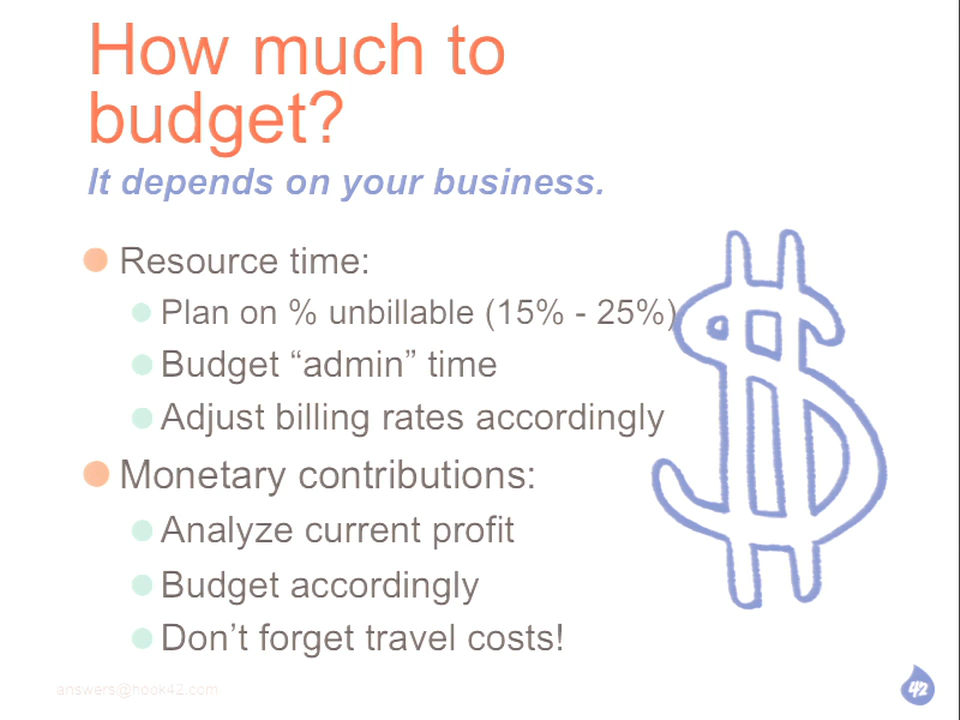 How much to
budget?
It depends on your business.
Resource time:
Plan on % unbillable (15% - 25%)
Budget “admin” time
Adjust billing rates accordingly
Monetary contributions:
Analyze current profit
Budget accordingly
Don’t forget travel costs!
answers@hook42.com
42